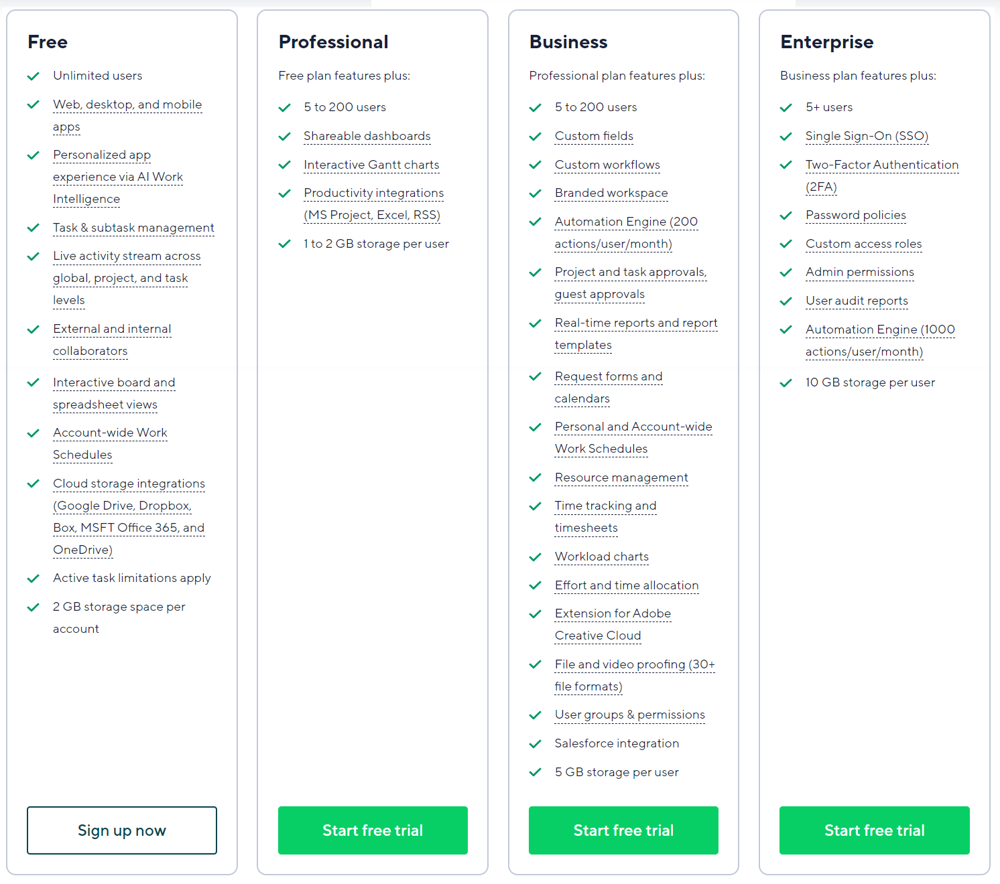 Free
Unlimited users
Web, desktop, and mobile
apps
Personalized app
experience via AI Work
Intelligence
Task & subtask management
Live activity stream across
global, project, and task
levels
External and internal
collaborators
Interactive board and
spreadsheet views
Account-wide Work
Schedules
Cloud storage integrations
(Google Drive, Dropbox,
Box, MSFT Office 365, and
OneDrive)
Active task limitations apply
2 GB storage space per
account
Sign up now
Professional
Free plan features plus:
5 to 200 users
Shareable dashboards
Interactive Gantt charts
Productivity integrations
(MS Project, Excel, RSS)
1 to 2 GB storage per user
Start free trial
Business
Professional plan features plus:
5 to 200 users
Custom fields
Custom workflows
Branded workspace
Automation Engine (200
actions/user/month)
Project and task approvals,
guest approvals
Real-time reports and report
templates
Request forms and
calendars
Personal and Account-wide
Work Schedules
Resource management
Time tracking and
timesheets
Workload charts
Effort and time allocation
Extension for Adobe
Creative Cloud
File and video proofing (30+
file formats)
User groups & permissions
Salesforce integration
5 GB storage per user
Start free trial
Enterprise
Business plan features plus:
5+ users
Single Sign-On (SSO)
Two-Factor Authentication
(2FA)
Password policies
Custom access roles
Admin permissions
User audit reports
Automation Engine (1000
actions/user/month)
10 GB storage per user
Start free trial